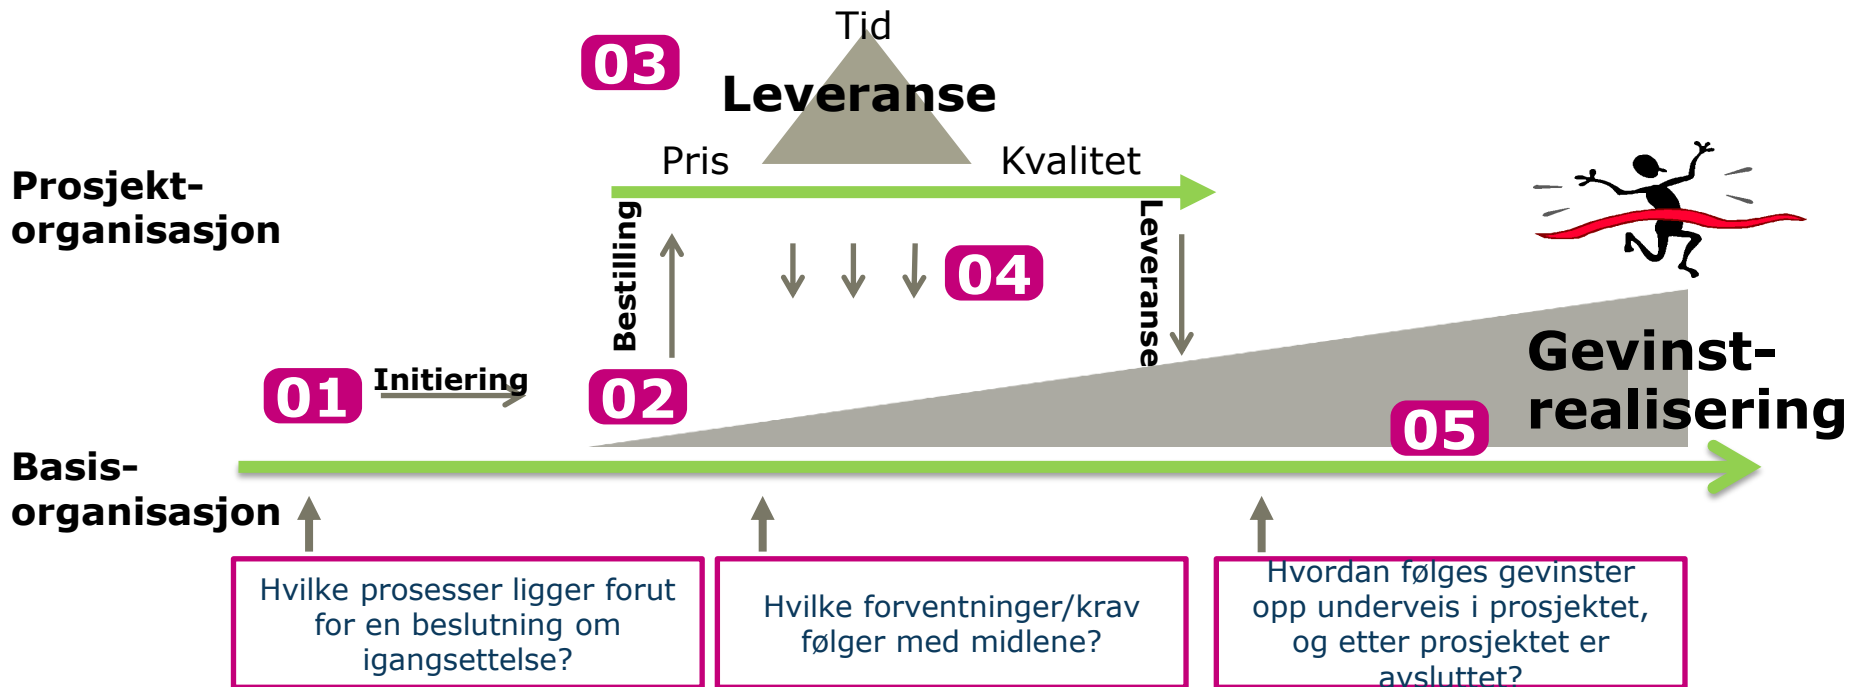 Tid
03
Leveranse
Pris
Kvalitet
Prosjekt-
organisasjon
Bestilling
Leveranse
04
01
Initiering
02
Gevinst-
realisering
05
Basis-
organisasjon
Hvilke prosesser ligger forut
for en beslutning om
igangsettelse?
Hvilke forventninger/krav
følger med midlene?
Hvordan følges gevinster
opp underveis i prosjektet,
og etter prosjektet er
avsluttet?